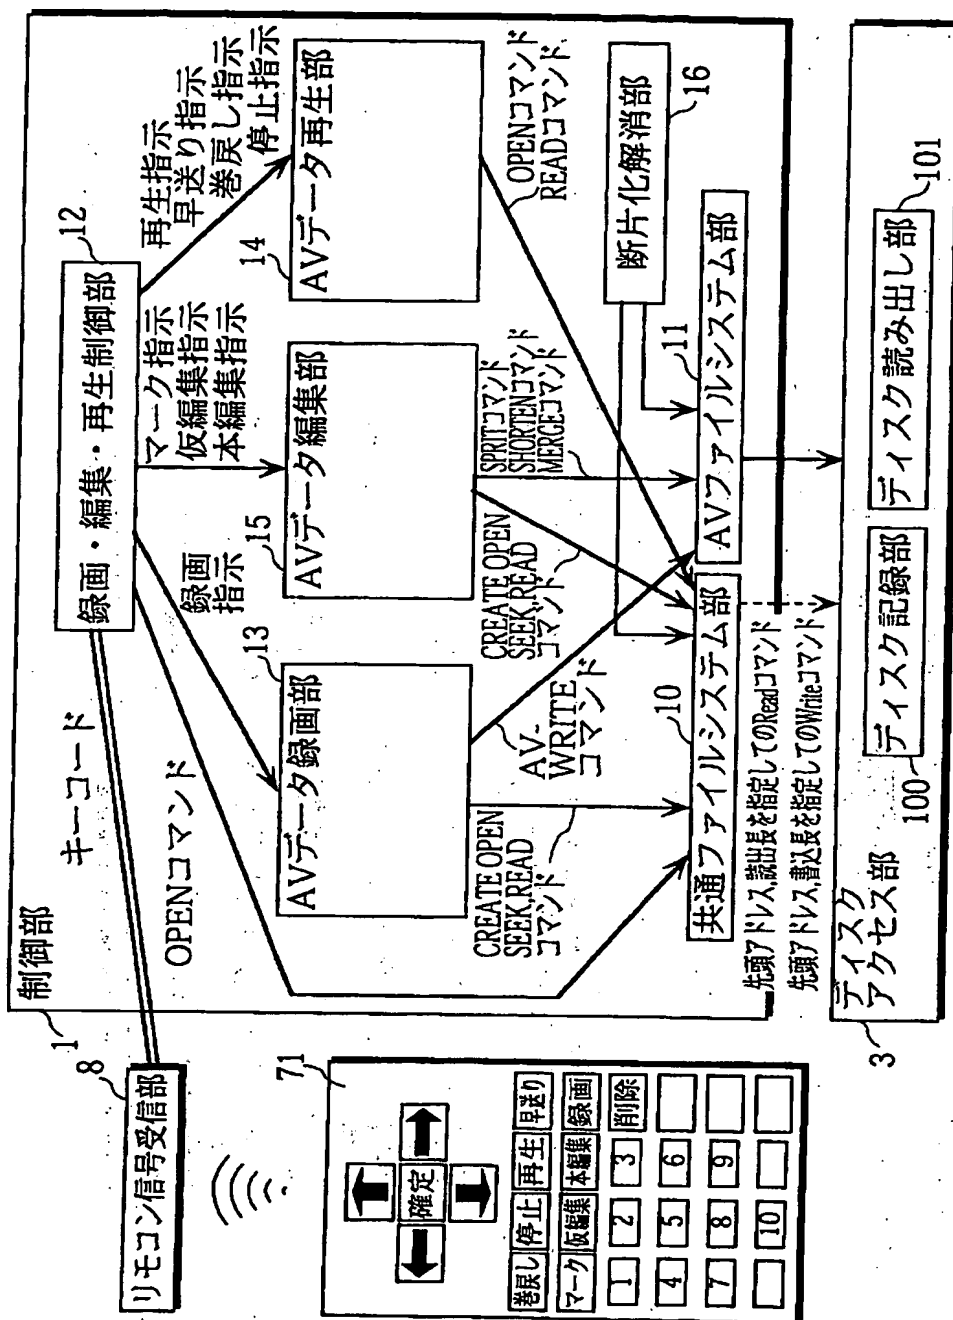 制御部
1
リモコン信号受信部
8
キーコード
OPENコマンド
録画・編集・再生制御部
12
録画
指示
マーク指示
仮編集指示
本編集指示
再生指示
早送り指示
巻戻し指示
停止指示
AVデータ録画部
13
AVデータ編集部
15
AVデータ再生部
14
CREATE OPEN
SEEK,READ
コマンド
AV-
WRITE
コマンド
CREATE OPEN
SEEK,READ
コマンド
SPRITコマンド
SHORTENコマンド
MERGEコマンド
OPENコマンド
READコマンド
断片化解消部
16
共通ファイルシステム部
10
AVファイルシステム部
11
先頭アドレス,読出長を指定してのReadコマンド
先頭アドレス,書込長を指定してのWriteコマンド
ディスク
アクセス部
3
ディスク記録部
100
ディスク読み出し部
101
71
確定
巻戻し 停止 再生 早送り
マーク 仮編集 本編集 録画
1 2 3 削除
4 5 6
7 8 9
10